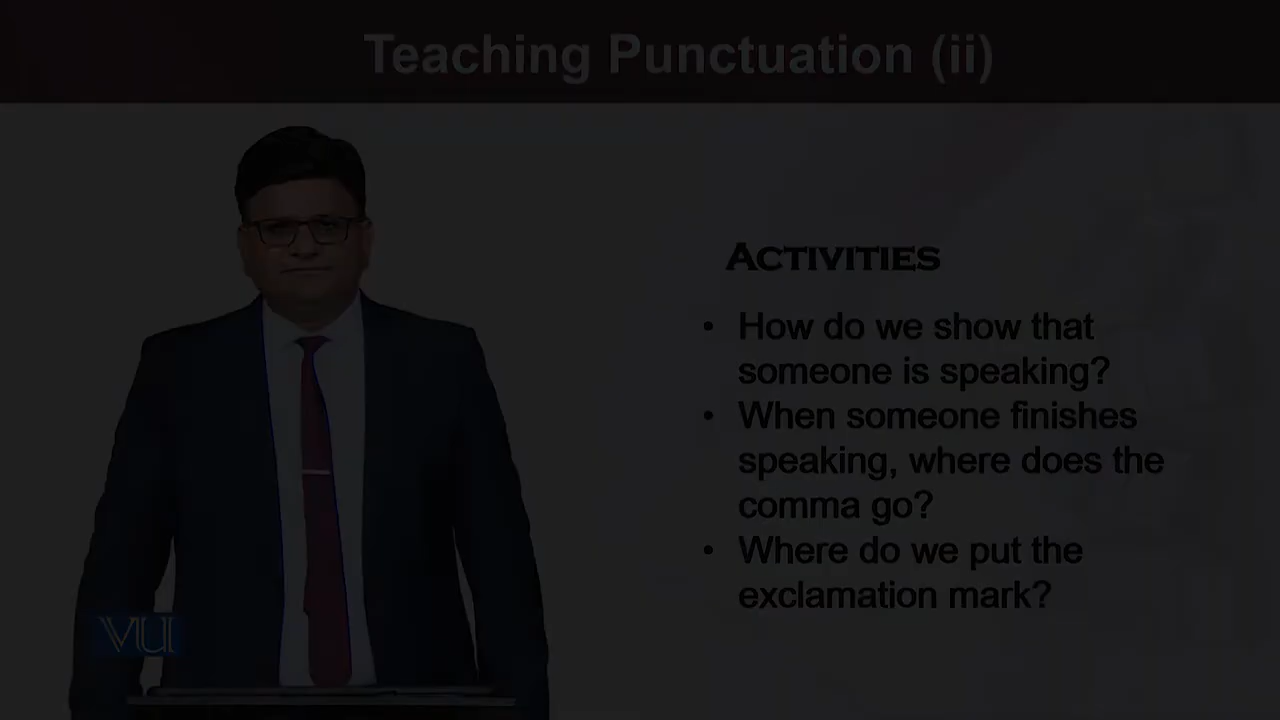 Teaching Punctuation (ii)
ACTIVITIES
• How do we show that
someone is speaking?
• When someone finishes
speaking, where does the
comma go?
• Where do we put the
exclamation mark?
VU